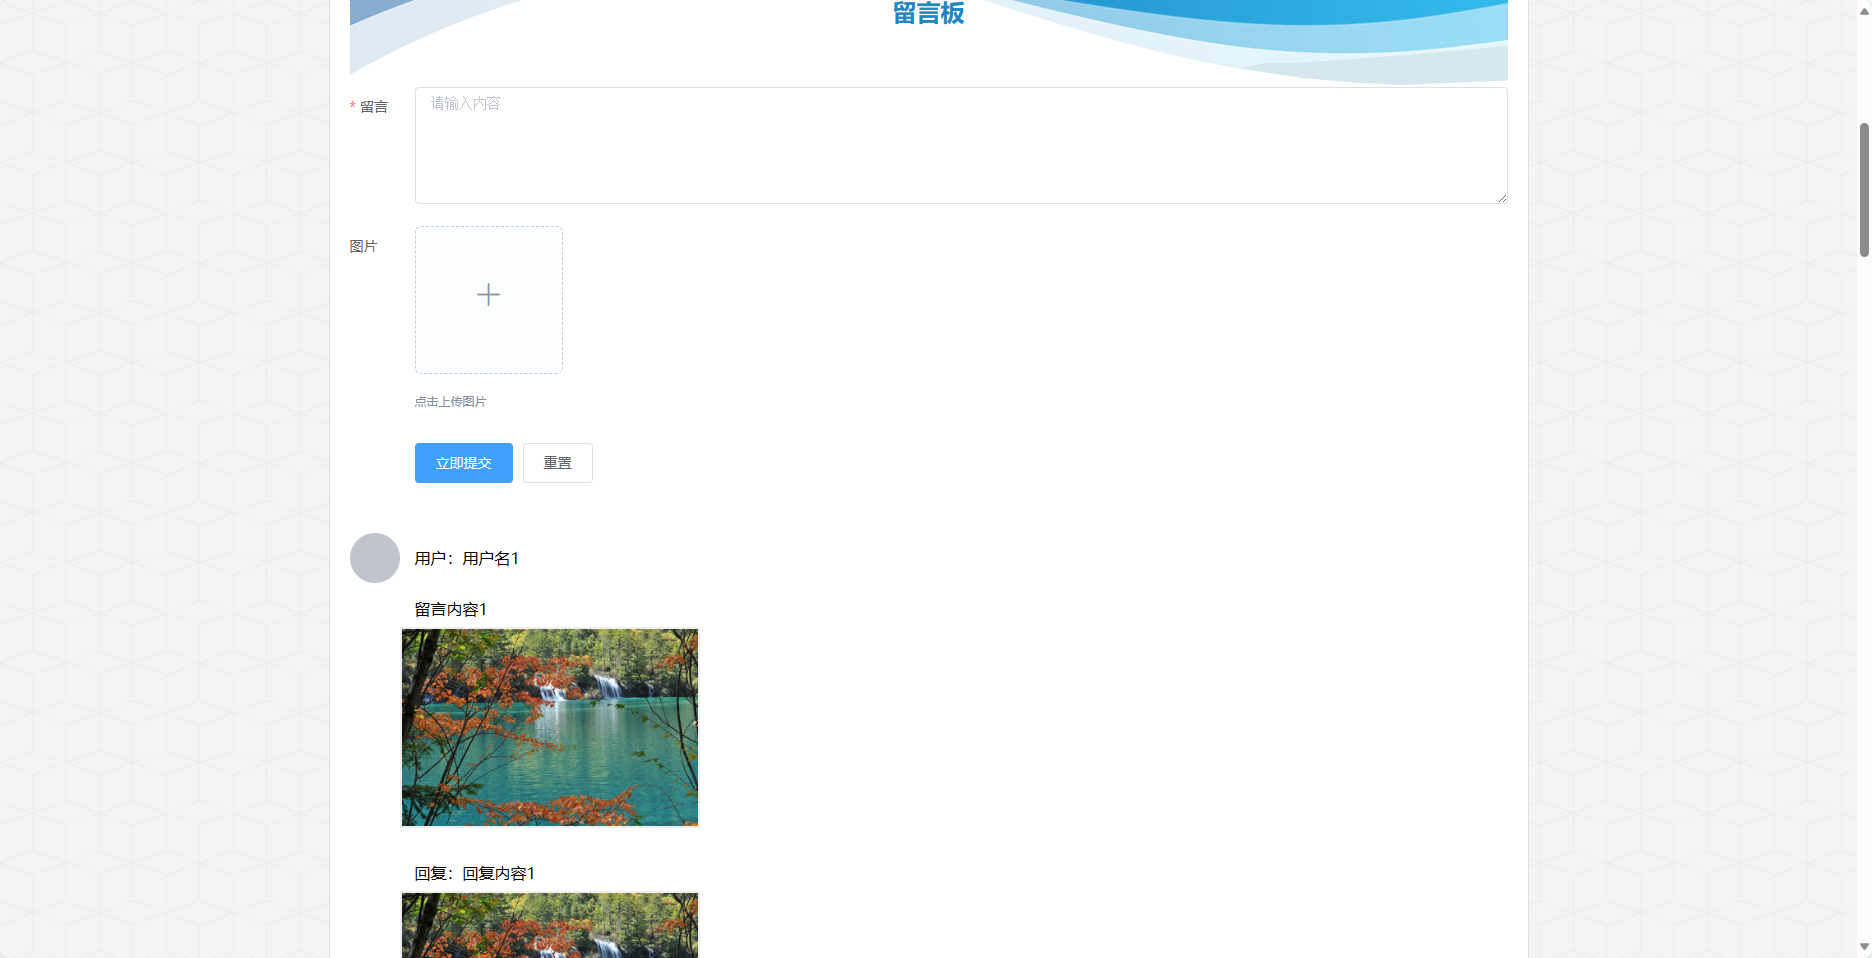 留言板
* 留言
请输入内容
图片
点击上传图片
立即提交 重置
用户：用户名1
留言内容1
回复：回复内容1